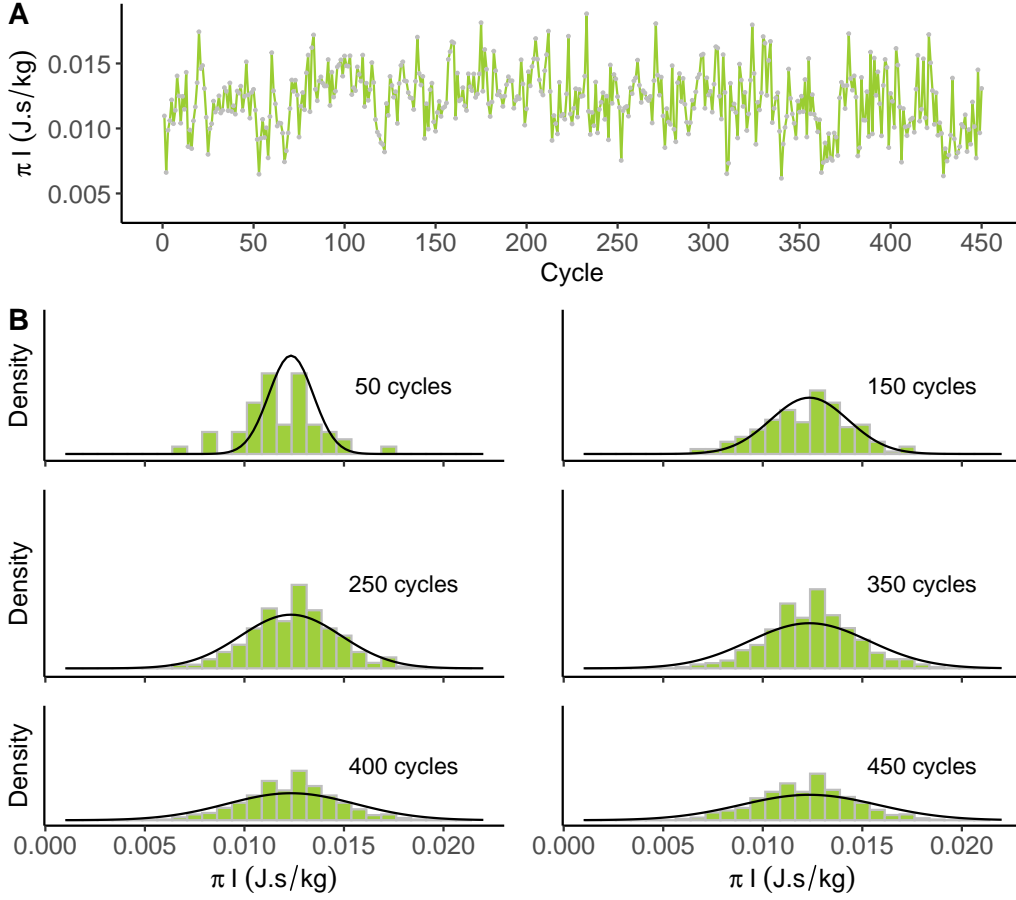 A
π I (J.s/kg)
0.015
0.010
0.005
0 50 100 150 200 250 300 350 400 450
Cycle
B
Density
50 cycles
150 cycles
Density
250 cycles
350 cycles
Density
400 cycles
450 cycles
0.000 0.005 0.010 0.015 0.020
0.000 0.005 0.010 0.015 0.020
π I (J.s/kg)
π I (J.s/kg)